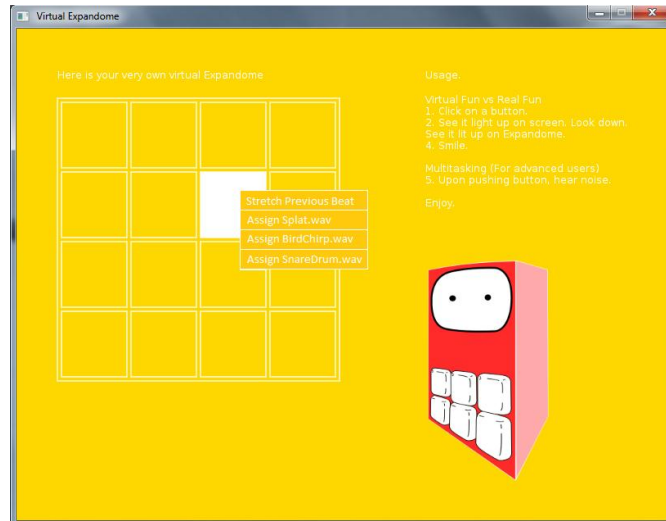 Virtual Expandome
Here is your very own virtual Expandome
Stretch Previous Beat
Assign Splat.wav
Assign BirdChirp.wav
Assign SnareDrum.wav
Usage.
Virtual Fun vs Real Fun
1. Click on a button.
2. See it light up on screen. Look down.
See it lit up on Expandome.
4. Smile.
Multitasking (For advanced users)
5. Upon pushing button, hear noise.
Enjoy.